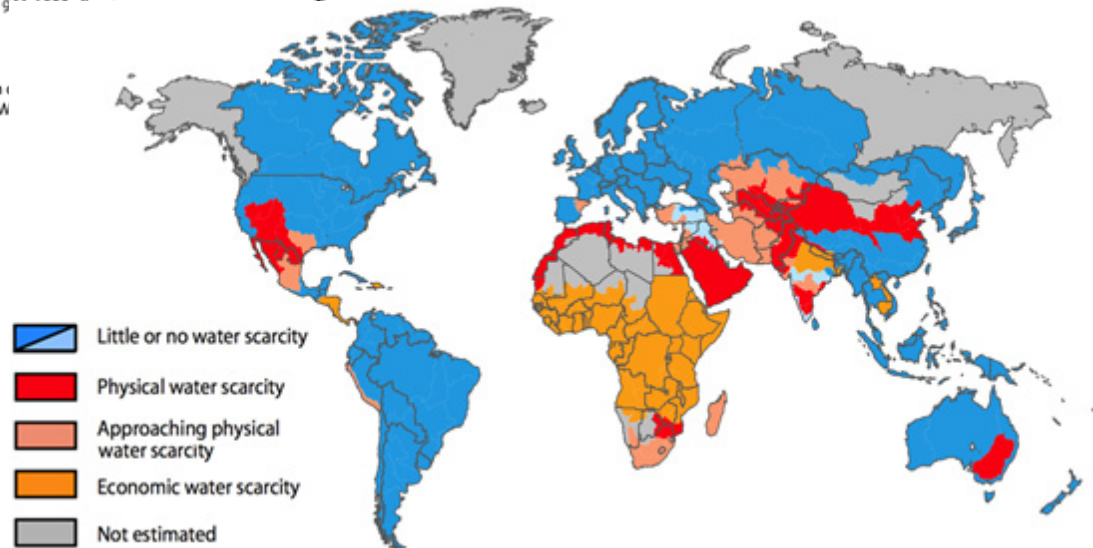 Little or no water scarcity
Physical water scarcity
Approaching physical
water scarcity
Economic water scarcity
Not estimated